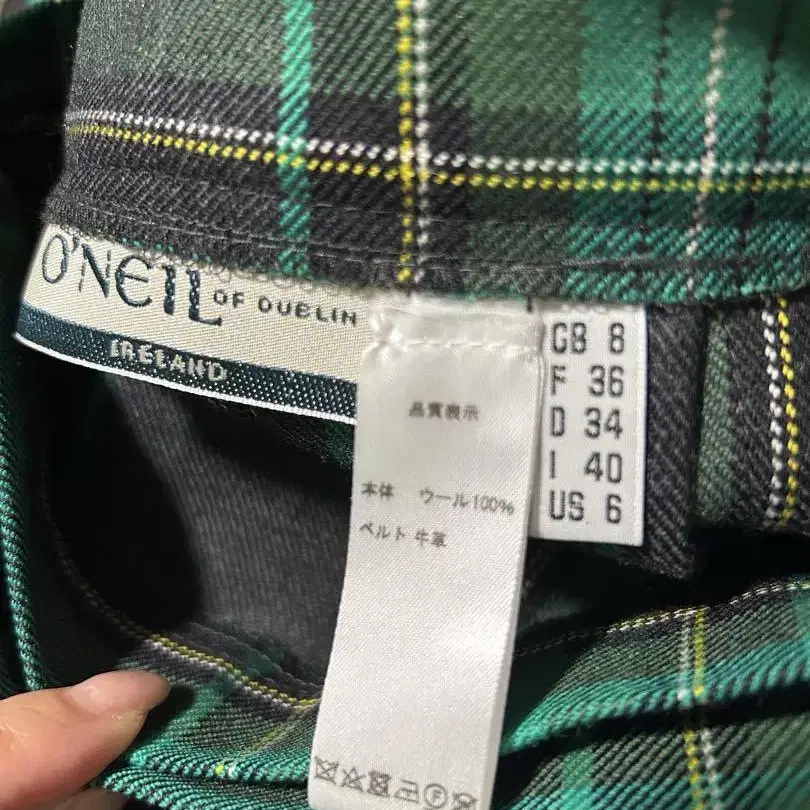 O'NEIL OF DUBLIN
IRELAND
品質表示
本体 ウール100%
ベルト 牛革
GB 8
F 36
D 34
I 40
US 6